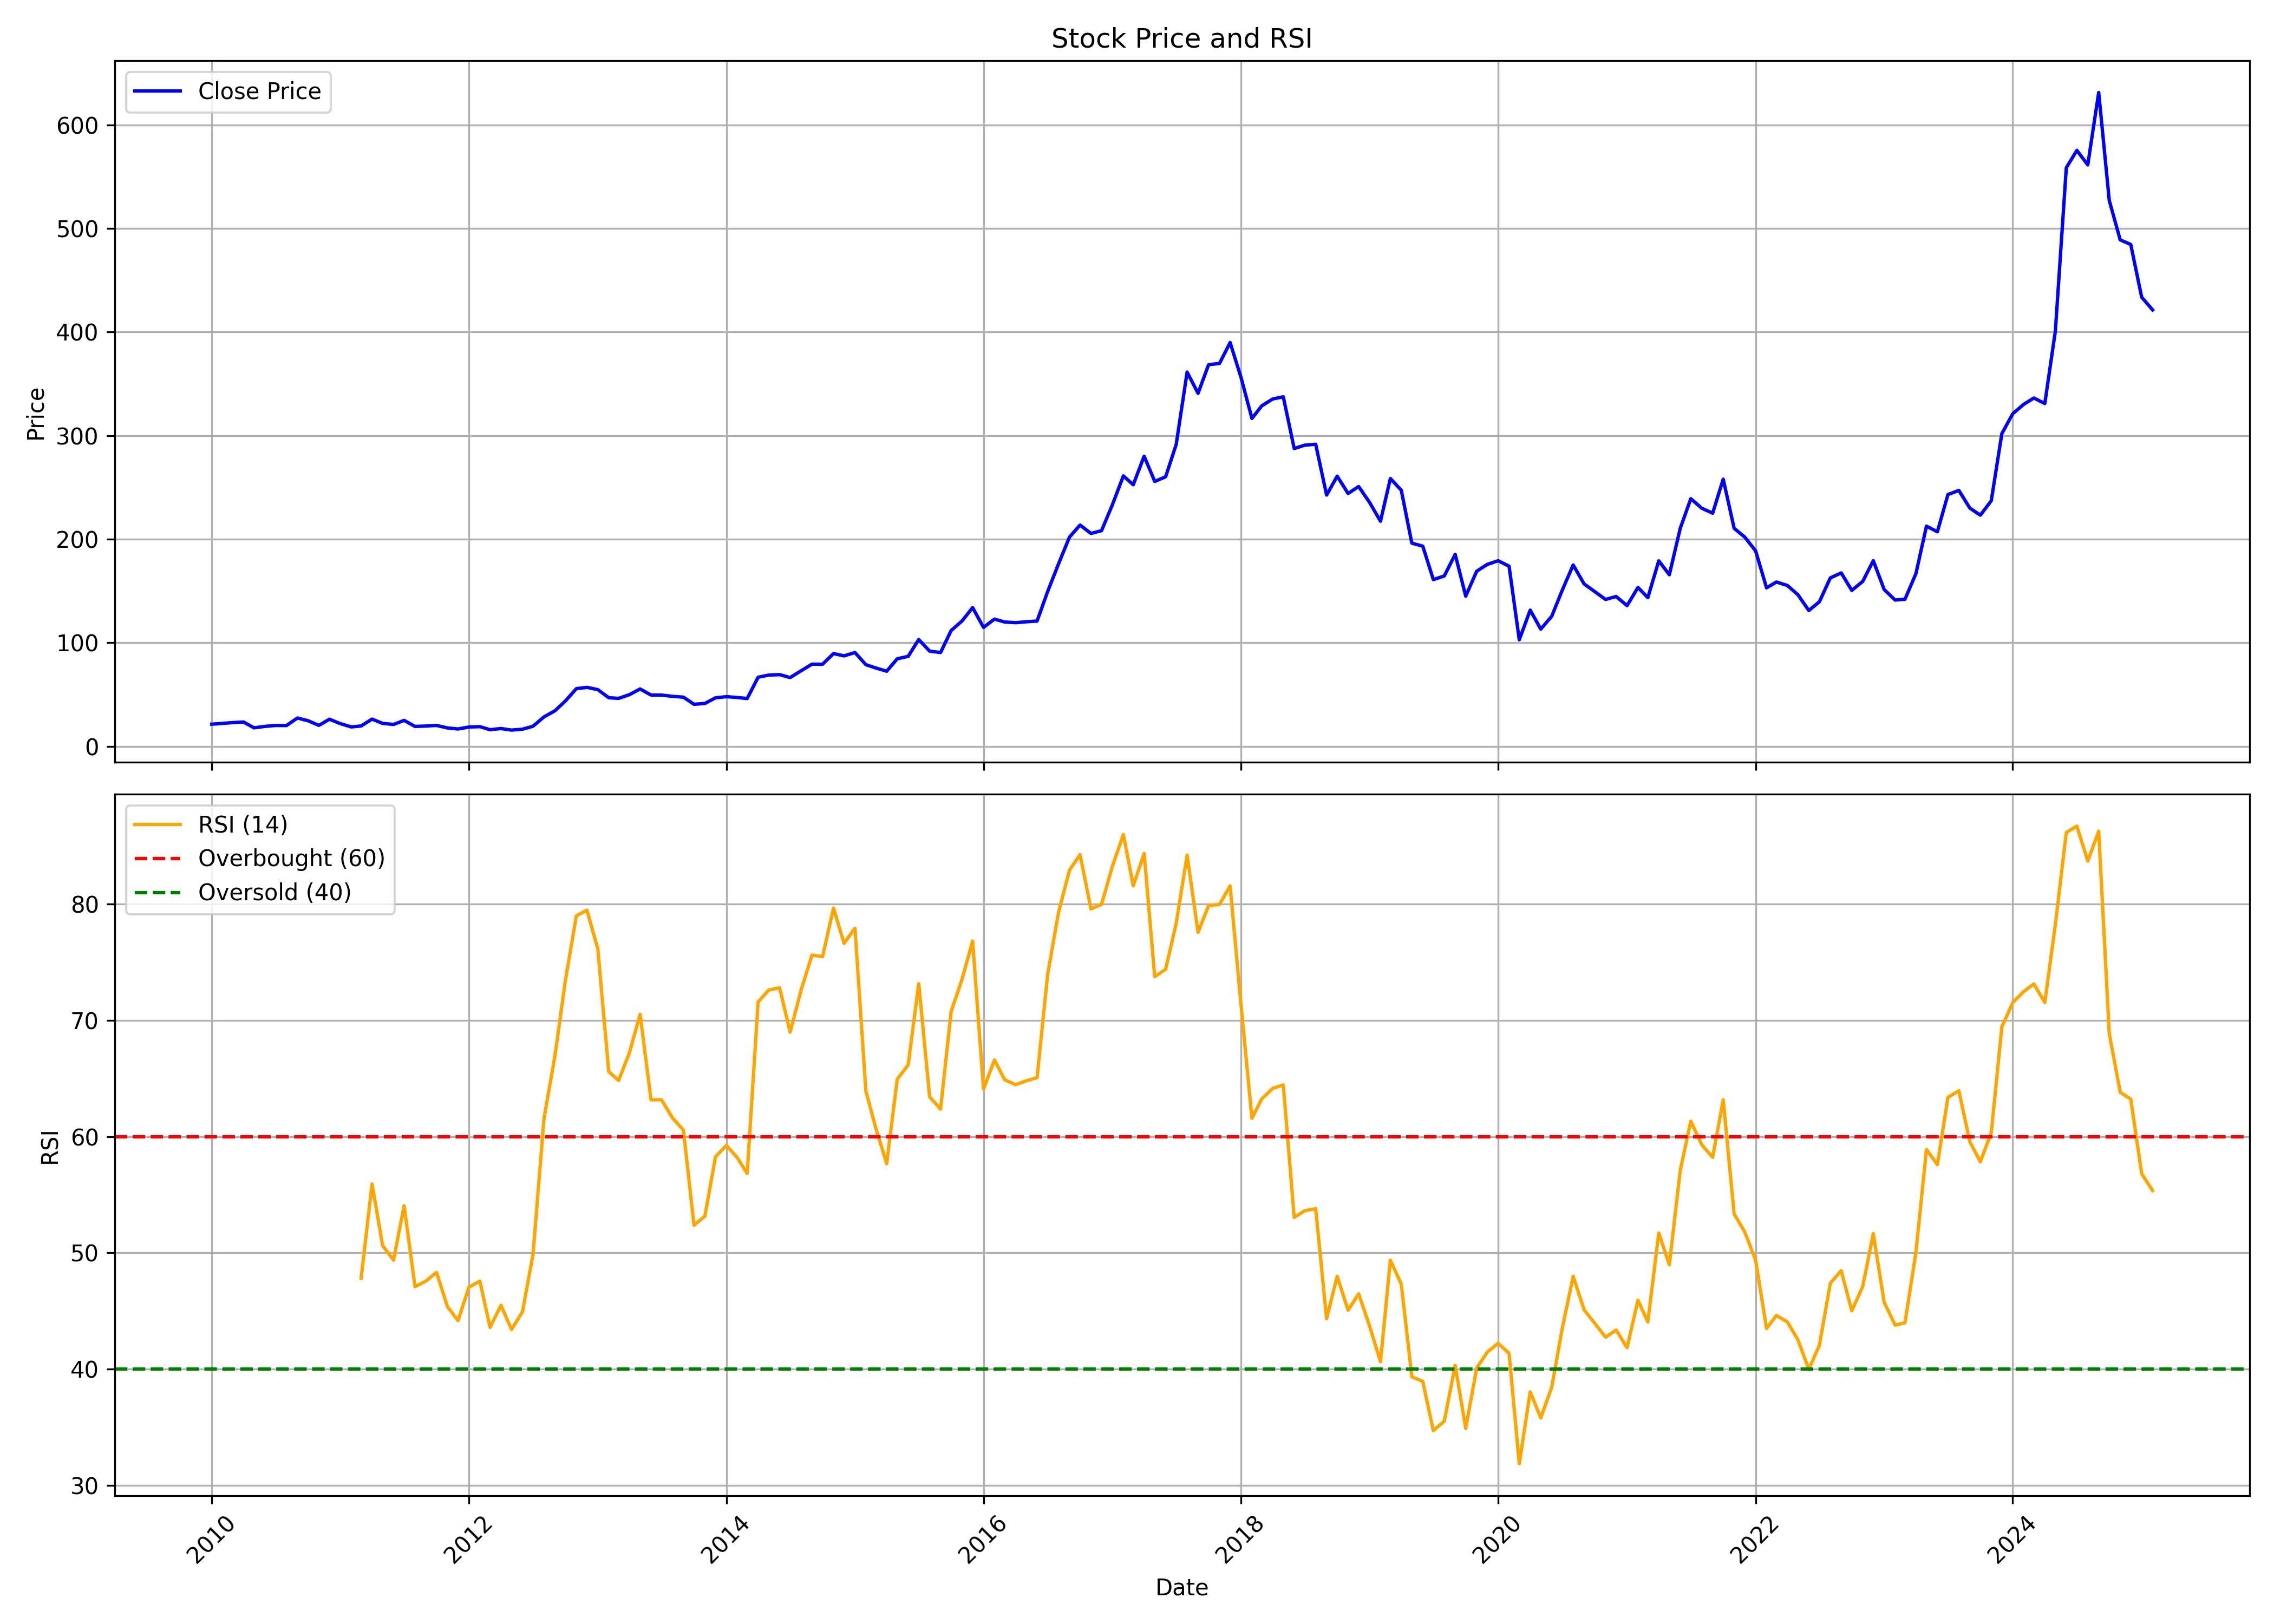 Stock Price and RSI
Close Price
600
500
400
300
200
100
0
Price
RSI (14)
Overbought (60)
Oversold (40)
80
70
60
50
40
30
RSI
2010
2012
2014
2016
2018
2020
2022
2024
Date